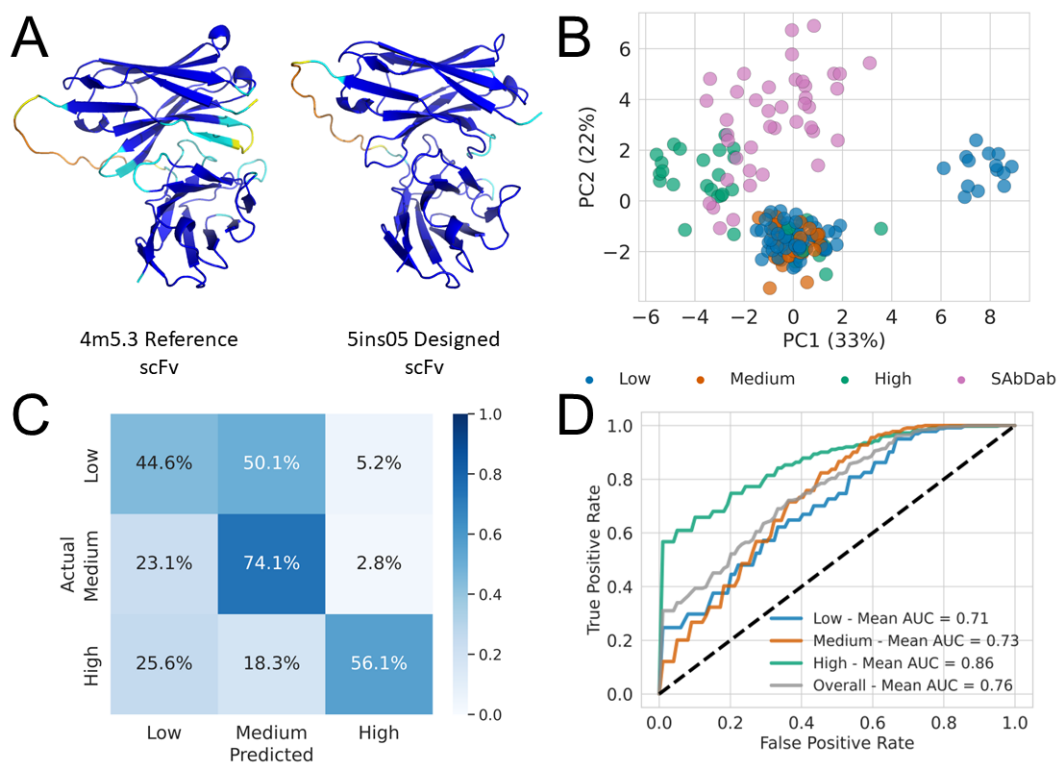 A
4m5.3 Reference
scFv
5ins05 Designed
scFv
B
PC2 (22%)
6
4
2
0
−2
−6
−4
−2
0
2
4
6
8
PC1 (33%)
Low
Medium
High
SAbDab
C
Actual
Low
Medium
High
44.6%
50.1%
5.2%
23.1%
74.1%
2.8%
25.6%
18.3%
56.1%
Low
Medium
High
Predicted
1.0
0.8
0.6
0.4
0.2
0.0
D
True Positive Rate
1.0
0.8
0.6
0.4
0.2
0.0
Low - Mean AUC = 0.71
Medium - Mean AUC = 0.73
High - Mean AUC = 0.86
Overall - Mean AUC = 0.76
0.0
0.2
0.4
0.6
0.8
1.0
False Positive Rate